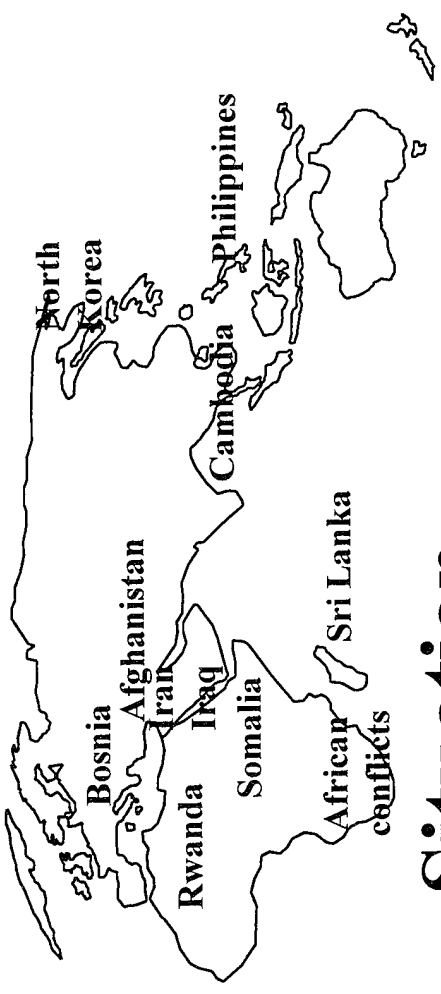 North
Korea
Philippines
Cambodia
Afghanistan
Bosnia
Iran
Iraq
Sri Lanka
Somalia
Rwanda
African
conflicts